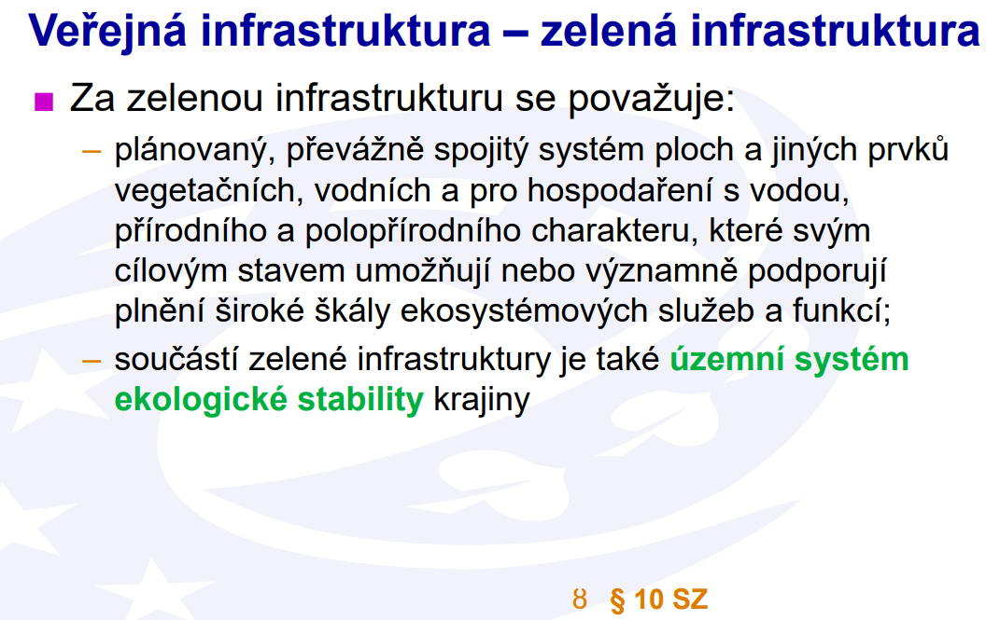 Veřejná infrastruktura – zelená infrastruktura
■ Za zelenou infrastrukturu se považuje:
– plánovaný, převážně spojitý systém ploch a jiných prvků
vegetačních, vodních a pro hospodaření s vodou,
přírodního a polopřírodního charakteru, které svým
cílovým stavem umožňují nebo významně podporují
plnění široké škály ekosystémových služeb a funkcí;
– součástí zelené infrastruktury je také územní systém
ekologické stability krajiny
8 § 10 SZ